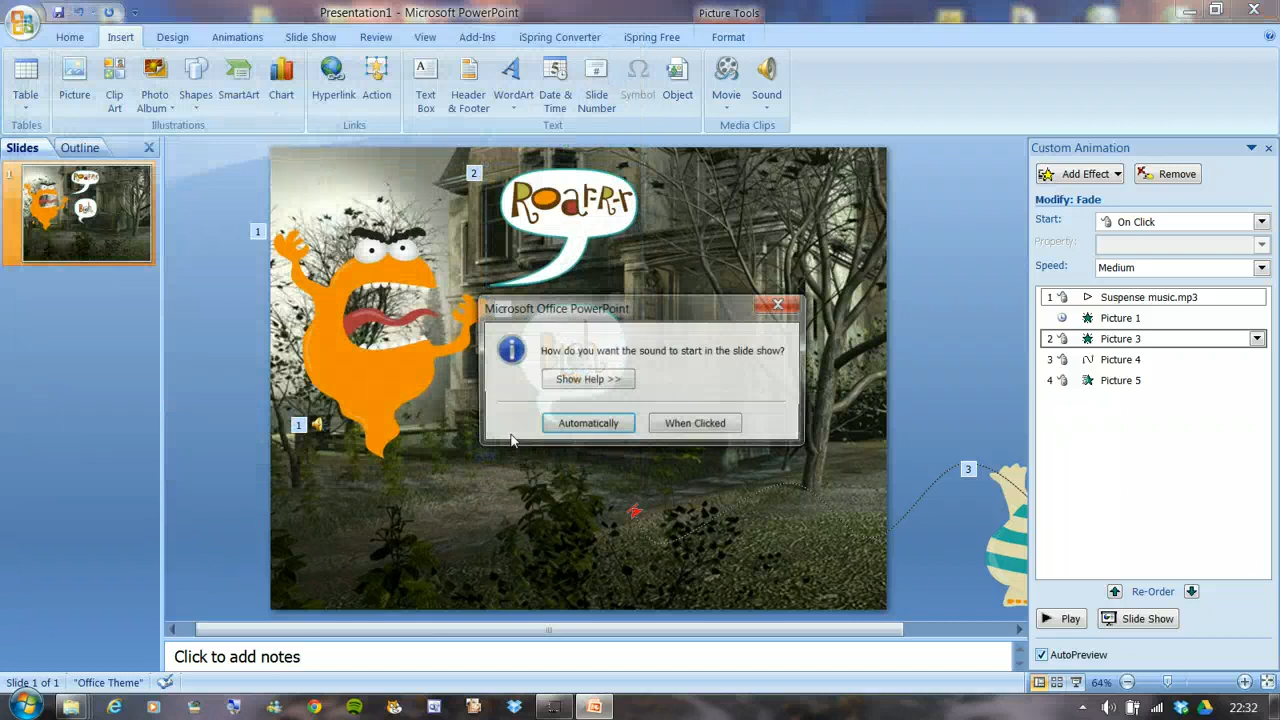 Presentation1 - Microsoft PowerPoint
Picture Tools
Home
Insert
Design
Animations
Slide Show
Review
View
Add-Ins
iSpring Converter
iSpring Free
Format
Table
Picture
Clip
Art
Photo
Album
Shapes
SmartArt
Chart
Hyperlink
Action
Text
Box
Header
& Footer
WordArt
Date &
Time
Slide
Number
Symbol
Object
Movie
Sound
Tables
Illustrations
Links
Text
Media Clips
Slides
Outline
1
1
2
Roar-R-r
1
3
Microsoft Office PowerPoint
How do you want the sound to start in the slide show?
Show Help >>
Automatically
When Clicked
Custom Animation
Add Effect
Remove
Modify: Fade
Start:
On Click
Property:
Speed:
Medium
1 Suspense music.mp3
Picture 1
2 Picture 3
3 Picture 4
4 Picture 5
Re-Order
Play
Slide Show
AutoPreview
Click to add notes
Slide 1 of 1
"Office Theme"
64%
22:32